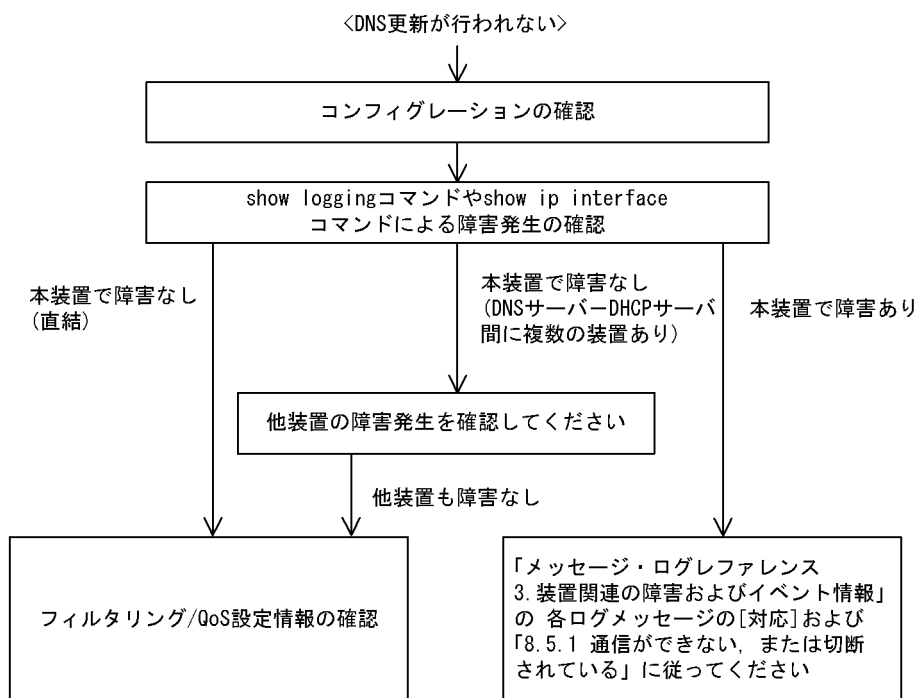 <DNS更新が行われない>
コンフィグレーションの確認
show loggingコマンドやshow ip interface
コマンドによる障害発生の確認
本装置で障害なし
(直結)
本装置で障害なし
(DNSサーバーDHCPサーバ
間に複数の装置あり)
本装置で障害あり
他装置の障害発生を確認してください
他装置も障害なし
フィルタリング/QoS設定情報の確認
「メッセージ・ログレファレンス
3.装置関連の障害およびイベント情報」
の 各ログメッセージの[対応]および
「8.5.1 通信ができない，または切断
されている」に従ってください